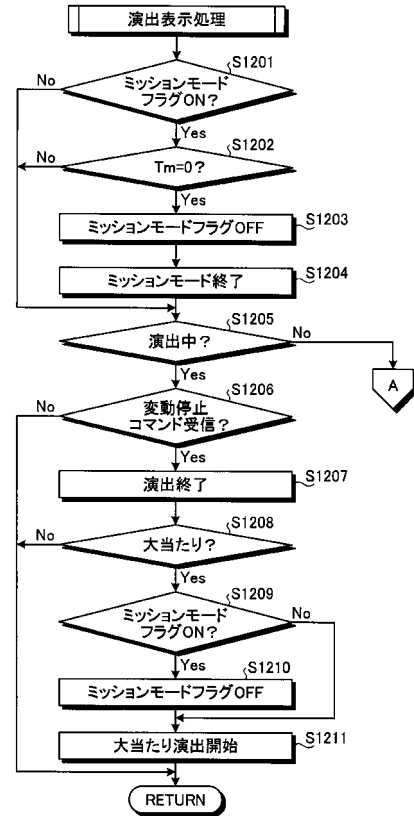 演出表示処理
S1201
ミッションモード
フラグON?
No
Yes
S1202
Tm=0?
No
Yes
S1203
ミッションモードフラグOFF
S1204
ミッションモード終了
S1205
演出中?
No
A
Yes
S1206
変動停止
コマンド受信?
No
Yes
S1207
演出終了
S1208
大当たり?
No
Yes
S1209
ミッションモード
フラグON?
No
Yes
S1210
ミッションモードフラグOFF
S1211
大当たり演出開始
RETURN